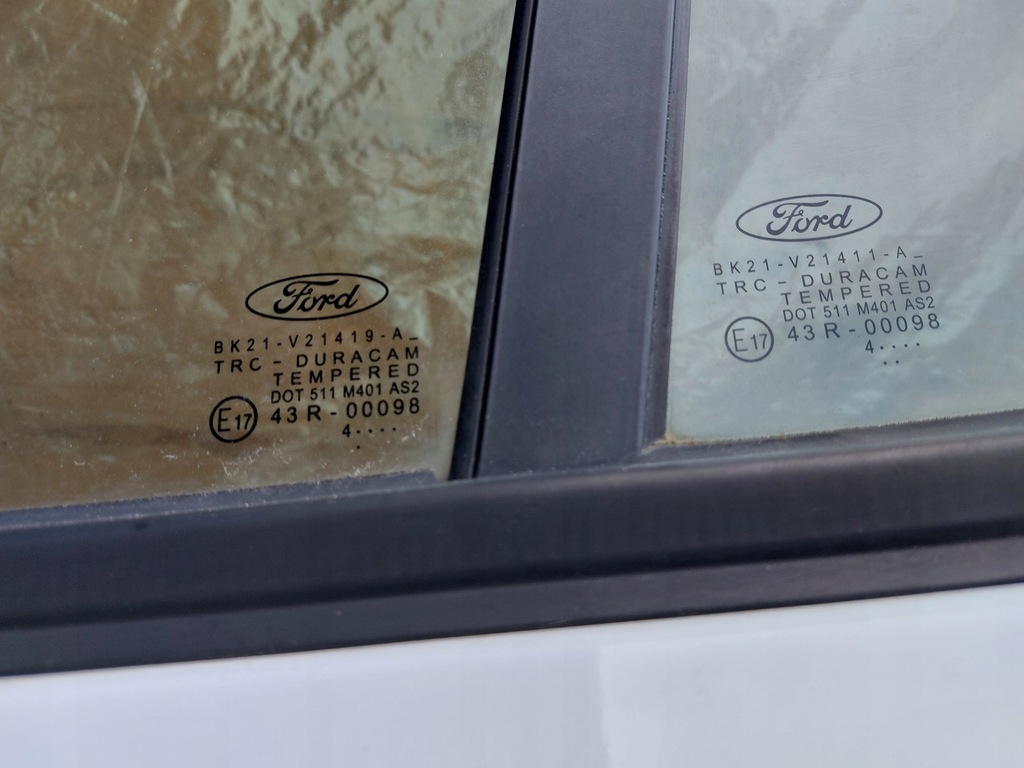 Ford
BK21-V21419-A_
TRC - DURACAM
TEMPERED
DOT 511 M401 AS2
E17 43R-00098
4....
.
Ford
BK21-V21411-A_
TRC - DURACAM
TEMPERED
DOT 511 M401 AS2
E17 43R-00098
4....
..